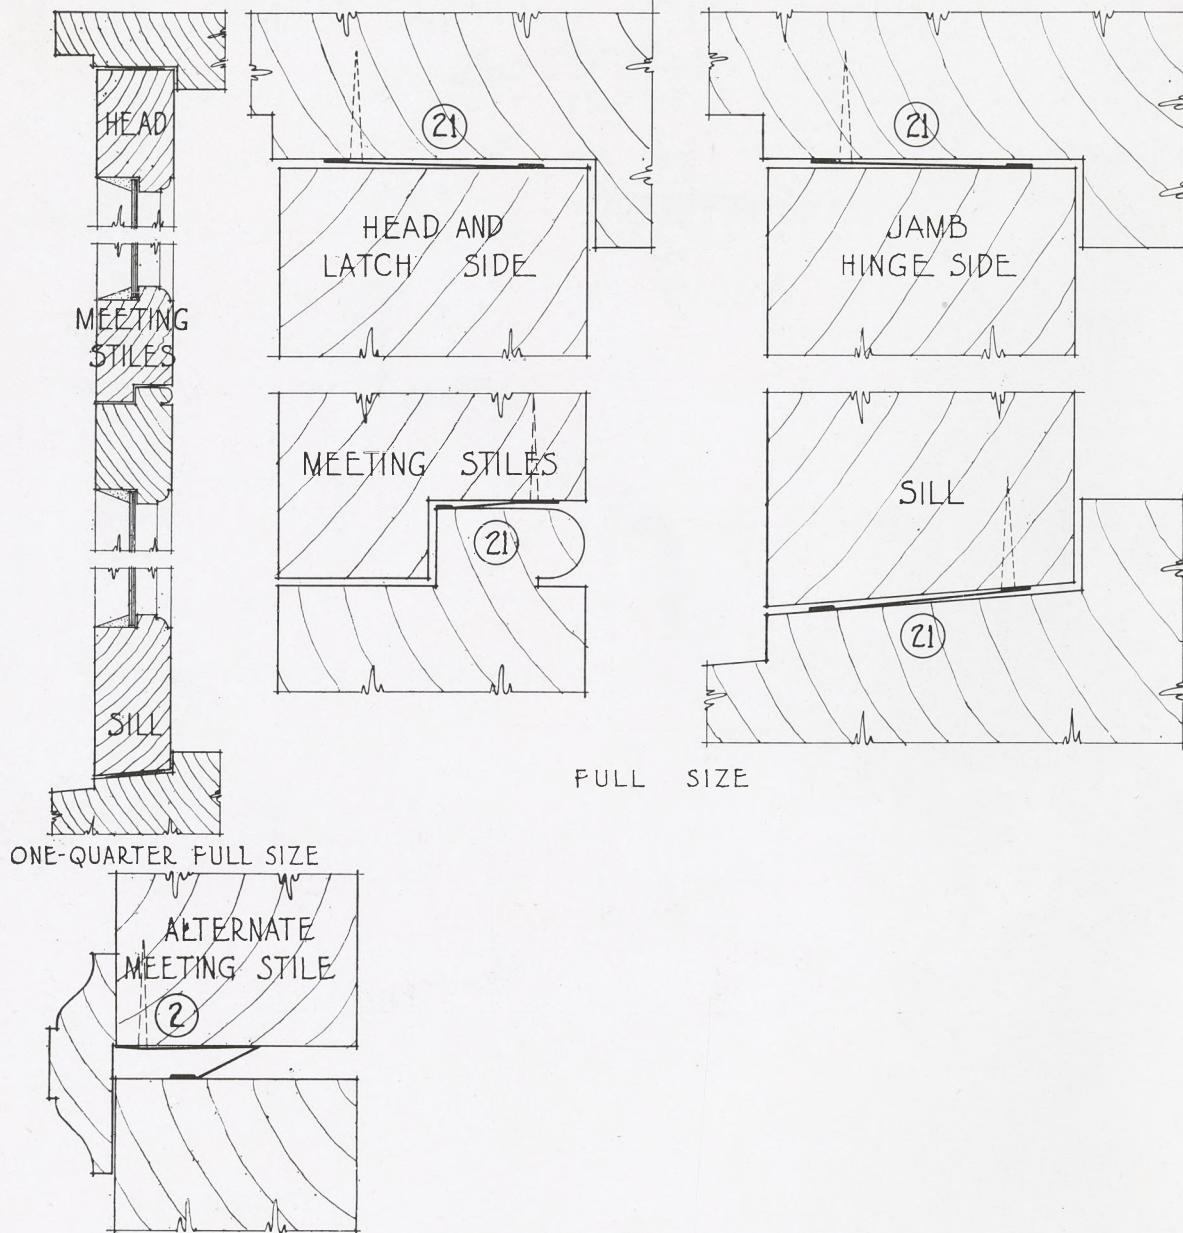 HEAD
MEETING
STILES
SILL
ONE-QUARTER FULL SIZE
21
HEAD AND
LATCH SIDE
21
JAMB
HINGE SIDE
MEETING STILES
21
SILL
21
FULL SIZE
ALTERNATE
MEETING STILE
2